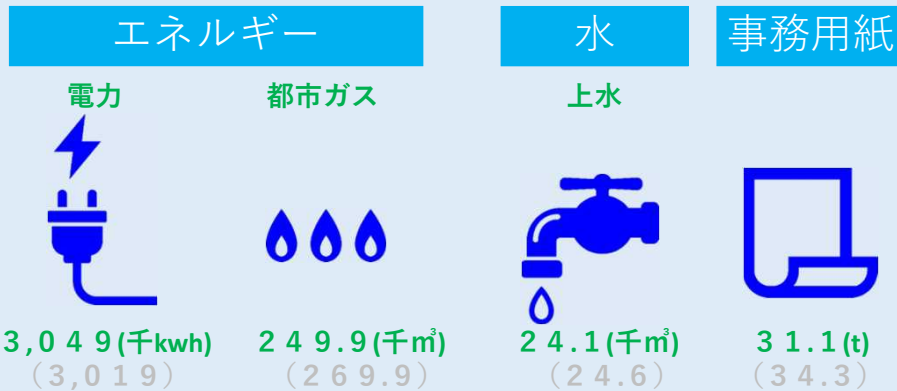 エネルギー 水 事務用紙
電力 都市ガス 上水
3,049(千kwh) 249.9(千㎥) 24.1(千㎥) 31.1(t)
(3,019) (269.9) (24.6) (34.3)